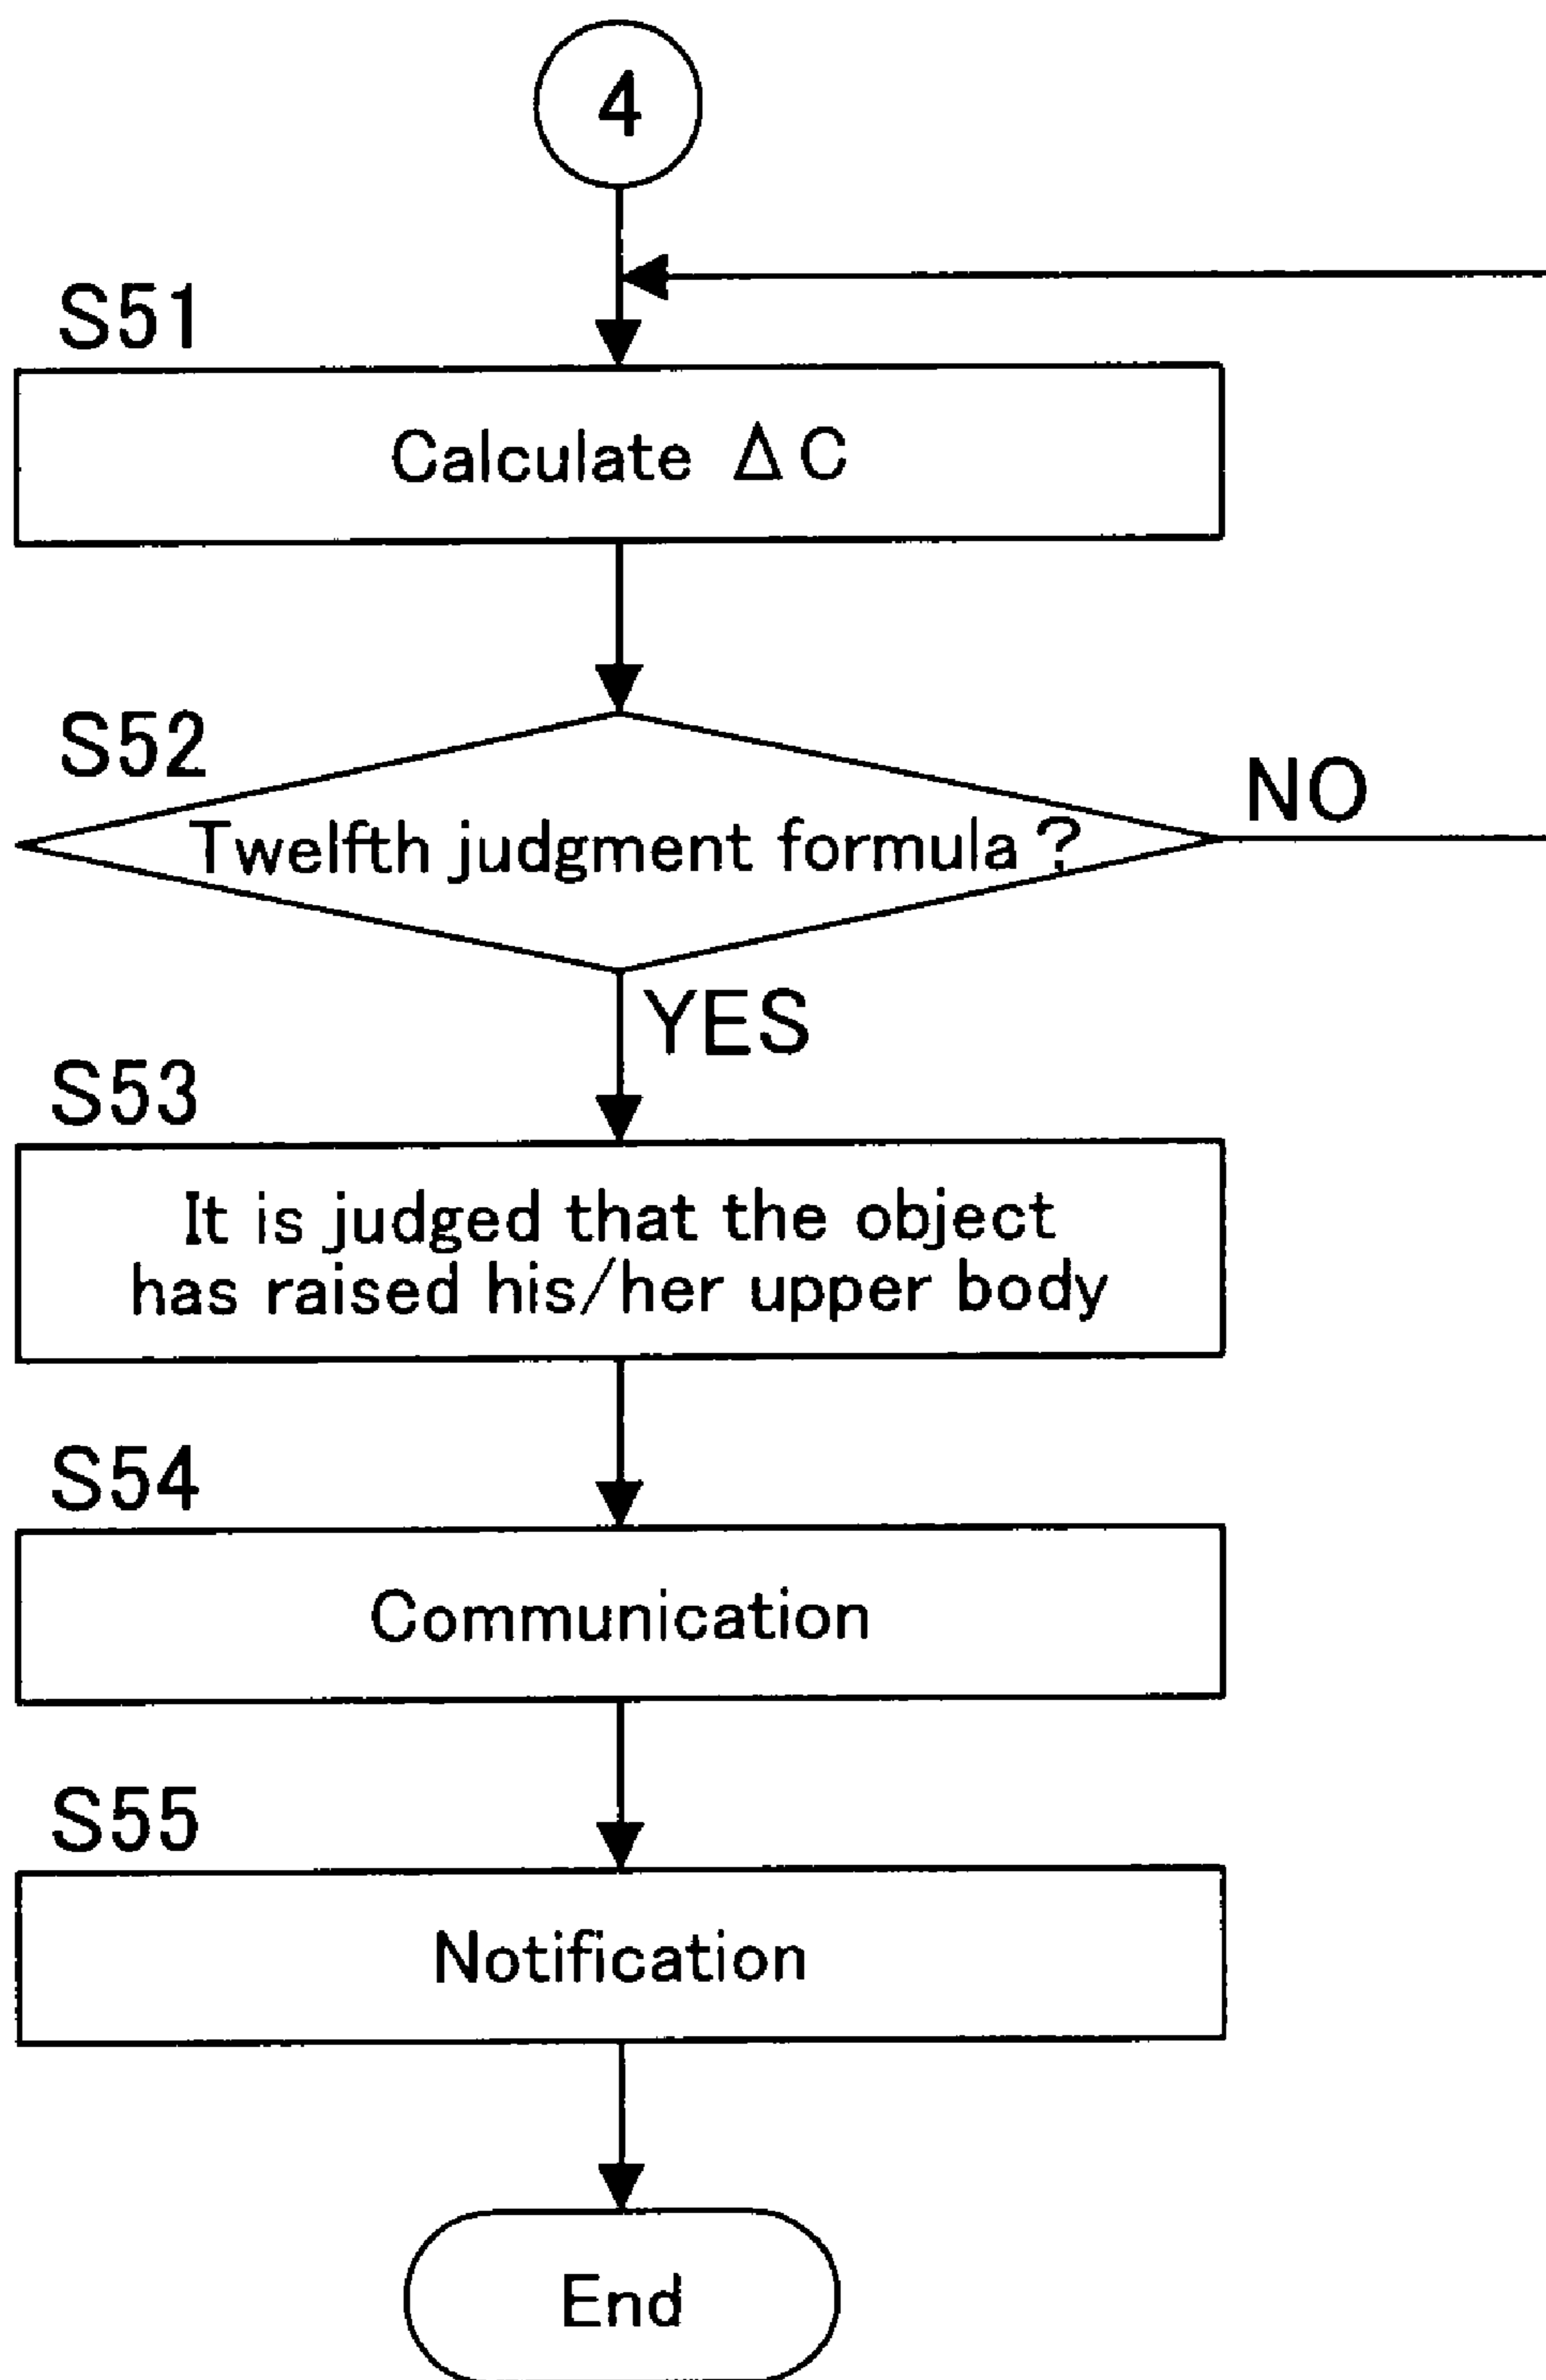 4
S51
Calculate ΔC
S52
Twelfth judgment formula?
NO
YES
S53
It is judged that the object
has raised his/her upper body
S54
Communication
S55
Notification
End